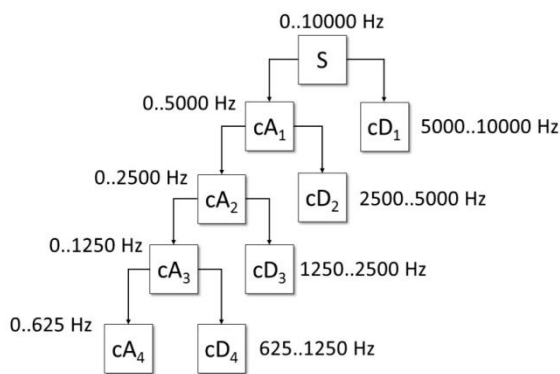 0..10000 Hz
S
0..5000 Hz
cA₁
cD₁
5000..10000 Hz
0..2500 Hz
cA₂
cD₂
2500..5000 Hz
0..1250 Hz
cA₃
cD₃
1250..2500 Hz
0..625 Hz
cA₄
cD₄
625..1250 Hz